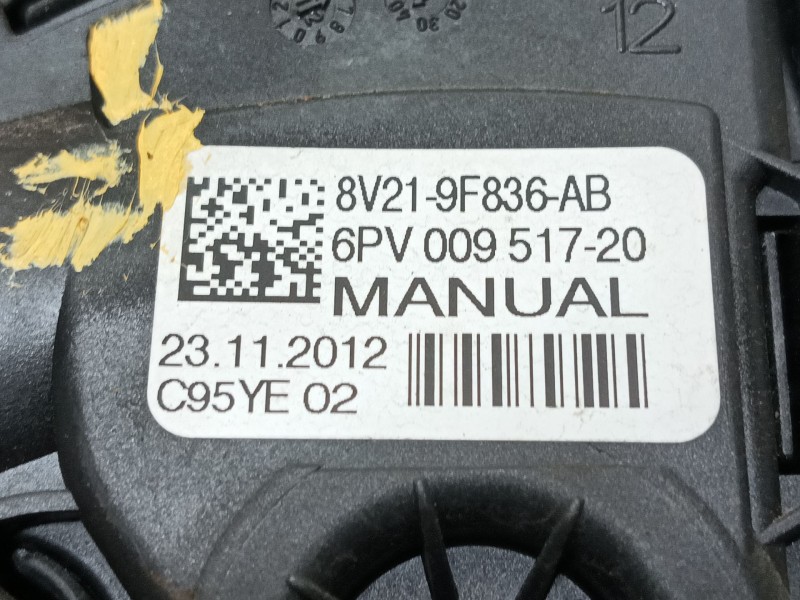 12
8V21-9F836-AB
6PV 009 517-20
MANUAL
23.11.2012
C95YE 02